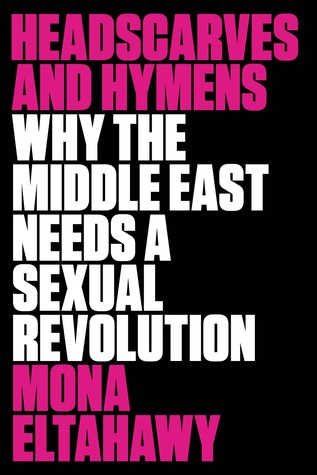 HEADSCARVES
AND HYMENS
WHY THE
MIDDLE EAST
NEEDS A
SEXUAL
REVOLUTION
MONA
ELTAHAWY